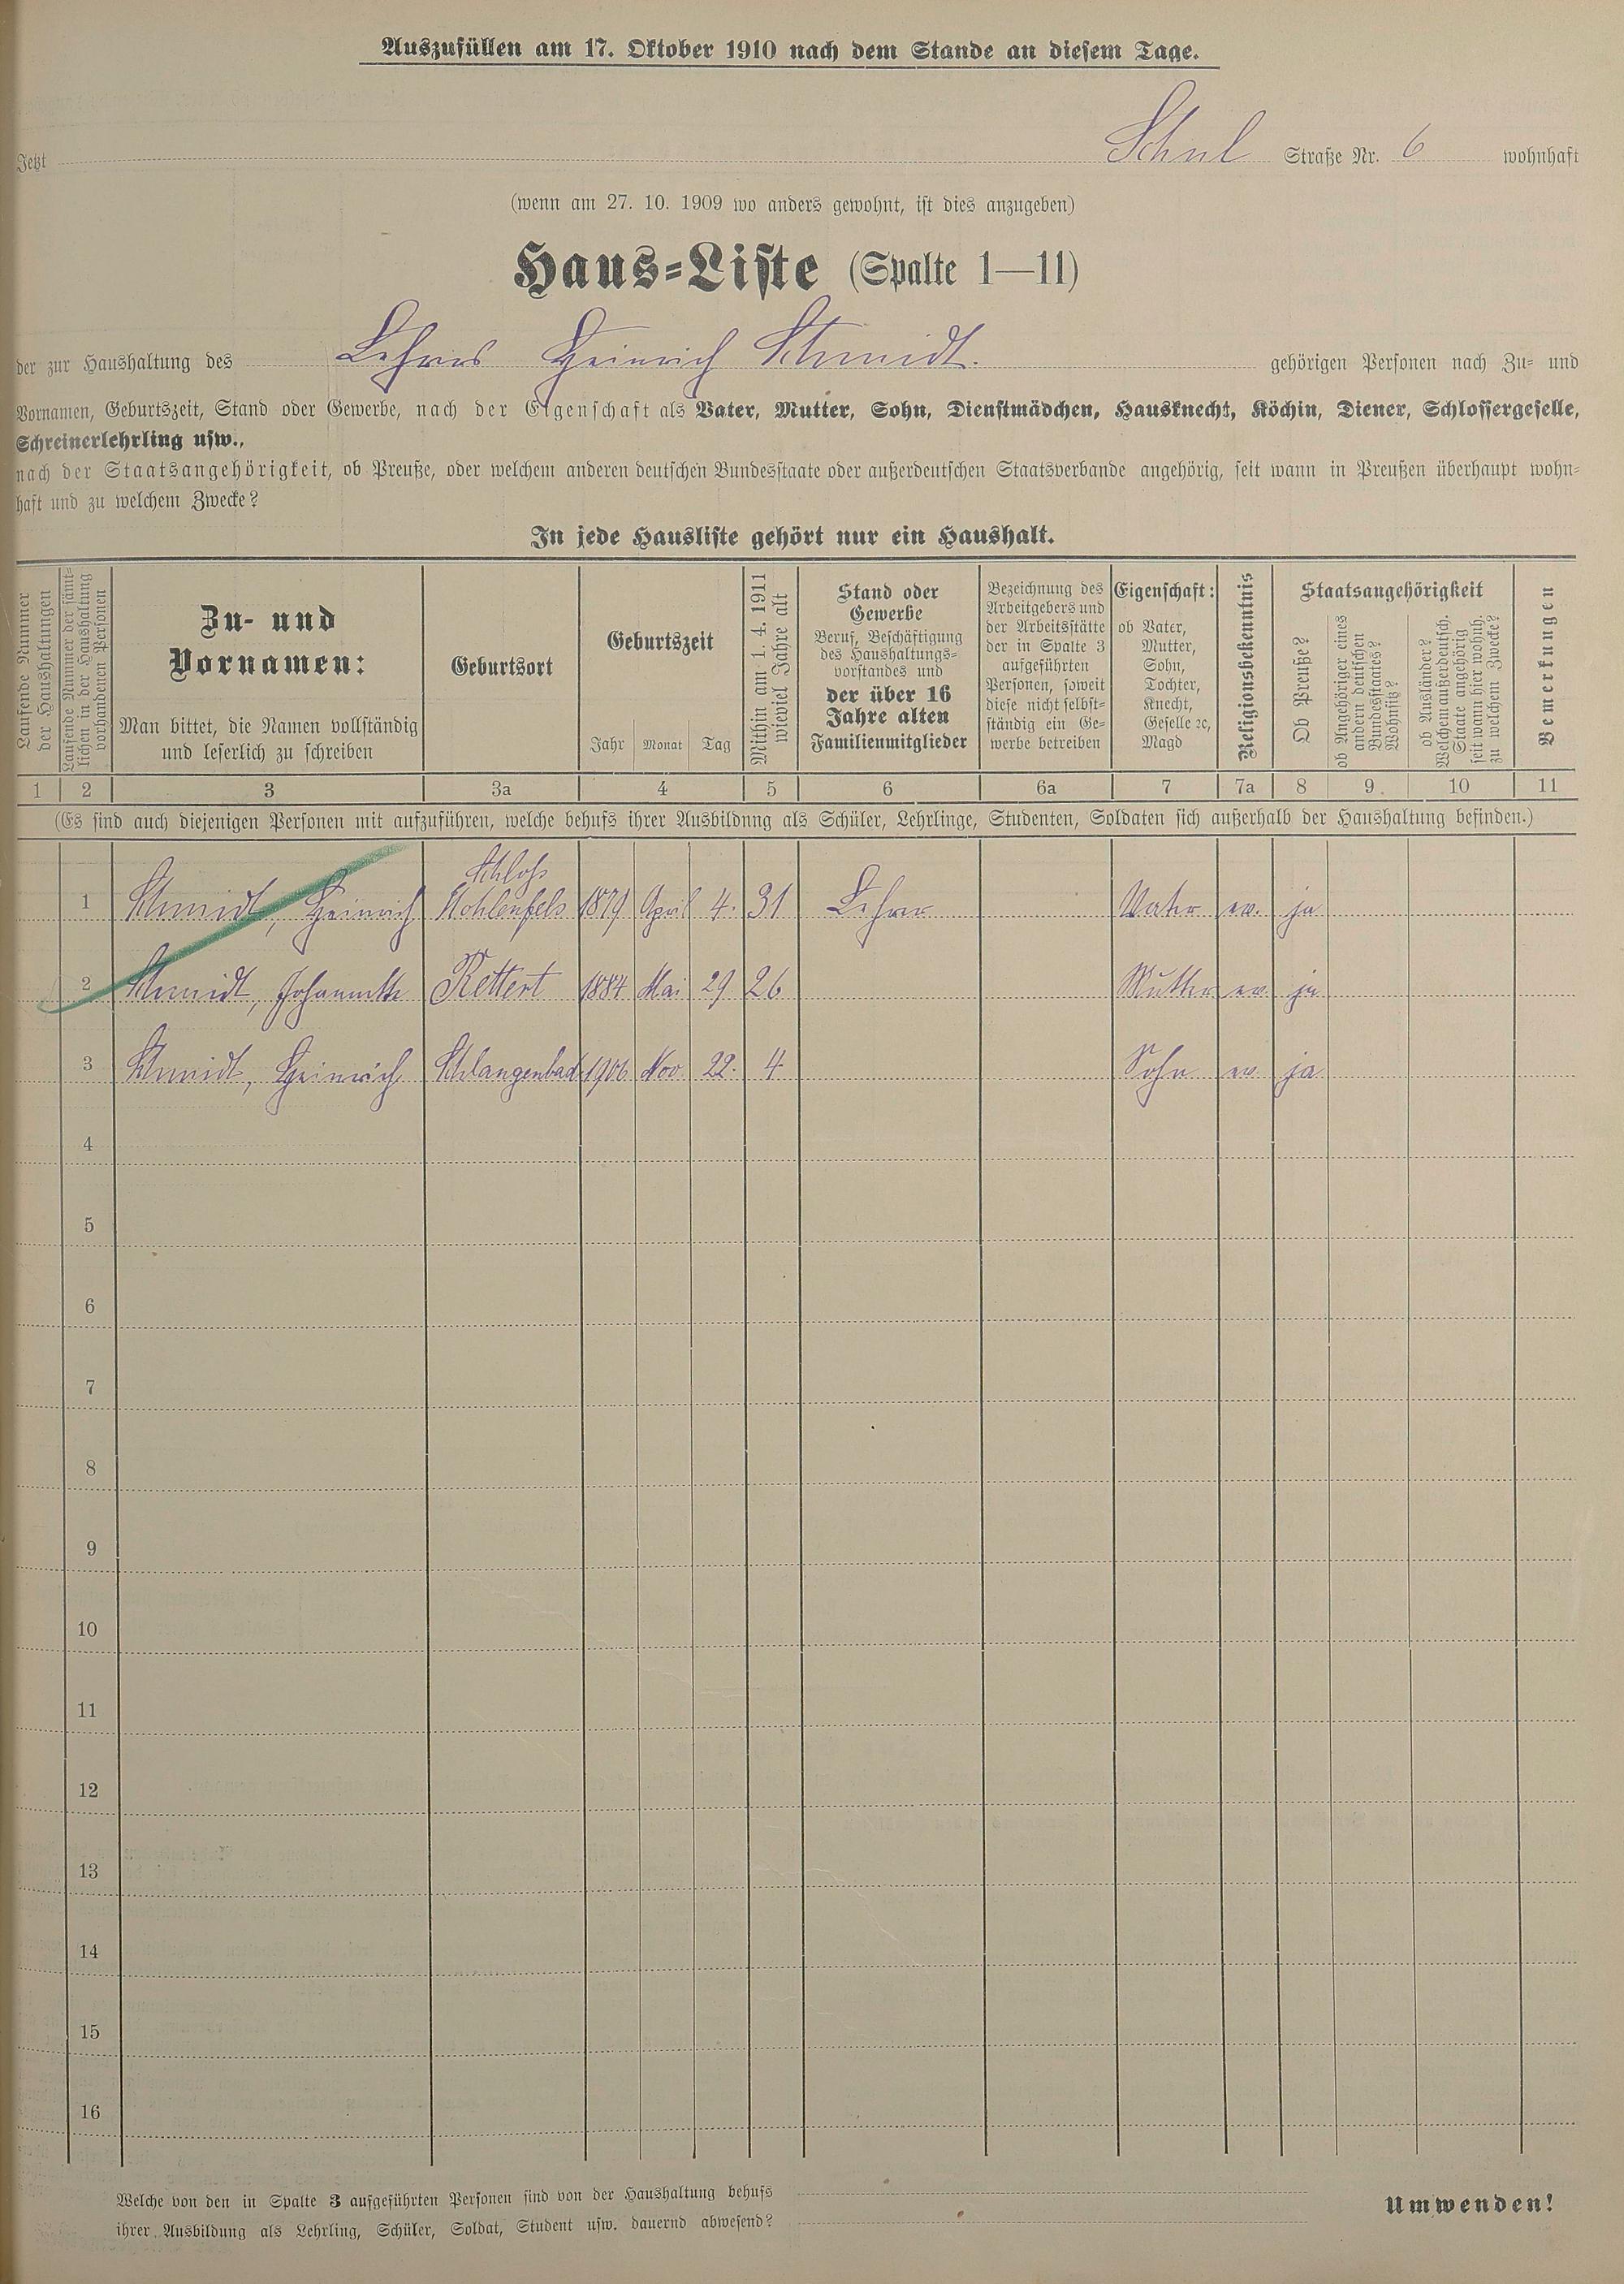 Auszufüllen am 17. Oktober 1910 nach dem Stande an diesem Tage.
Jetzt Schul Straße Nr. 6 wohnhaft
(wenn am 27. 10. 1909 wo anders gewohnt, ist dies anzugeben)
Haus=Liste (Spalte 1—11)
der zur Haushaltung des Lehrers Heinrich Schmidt. gehörigen Personen nach Zu= und
Vornamen, Geburtszeit, Stand oder Gewerbe, nach der Eigenschaft als Vater, Mutter, Sohn, Dienstmädchen, Hausknecht, Köchin, Diener, Schlossergeselle,
Schreinerlehrling usw.,
nach der Staatsangehörigkeit, ob Preuße, oder welchem anderen deutschen Bundesstaate oder außerdeutschen Staatsverbande angehörig, seit wann in Preußen überhaupt wohn=
haft und zu welchem Zwecke?
In jede Hausliste gehört nur ein Haushalt.
Laufende Nummer
der Haushaltungen
Laufende Nummer der sämt=
lichen in der Haushaltung
vorhandenen Personen
Zu- und
Vornamen:
Man bittet, die Namen vollständig
und leserlich zu schreiben
Geburtsort
Geburtszeit
Jahr Monat Tag
Mithin am 1. 4. 1911
wieviel Jahre alt
Stand oder
Gewerbe
Beruf, Beschäftigung
des Haushaltungs=
vorstandes und
der über 16
Jahre alten
Familienmitglieder
Bezeichnung des
Arbeitgebers und
der Arbeitsstätte
der in Spalte 3
aufgeführten
Personen, soweit
diese nicht selbst=
ständig ein Ge=
werbe betreiben
Eigenschaft:
ob Vater,
Mutter,
Sohn,
Tochter,
Knecht,
Geselle ꝛc,
Magd
Religionsbekenntnis
Staatsangehörigkeit
Ob Preuße?
ob Angehöriger eines
andern deutschen
Bundesstaates?
Wohnsitz?
ob Ausländer?
Welchem außerdeutsch.
Staate angehörig
seit wann hier wohnh.
zu welchem Zwecke?
Bemerkungen
1 2 3 3a 4 5 6 6a 7 7a 8 9. 10 11
(Es sind auch diejenigen Personen mit aufzuführen, welche behufs ihrer Ausbildung als Schüler, Lehrlinge, Studenten, Soldaten sich außerhalb der Haushaltung befinden.)
Schloß
1 Schmidt, Heinrich Hohlenfels 1879 April 4. 31 Lehrer Vater ev. ja
2 Schmidt, Johannette Rettert 1884 Mai 29 26 Mutter ev. ja
3 Schmidt, Heinrich Schlangenbad 1906 Nov. 22. 4 Sohn ev. ja
4
5
6
7
8
9
10
11
12
13
14
15
16
Welche von den in Spalte 3 aufgeführten Personen sind von der Haushaltung behufs
ihrer Ausbildung als Lehrling, Schüler, Soldat, Student usw. dauernd abwesend?
Umwenden!